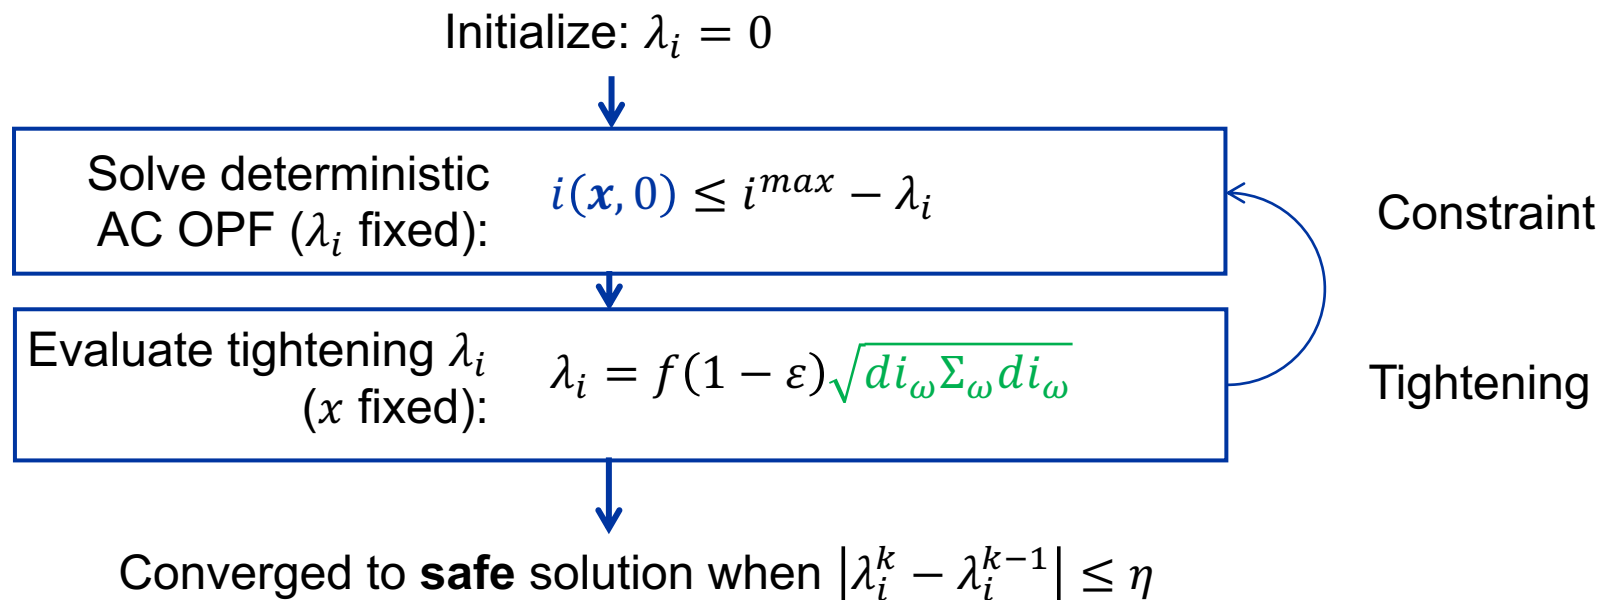 Initialize: λ_i = 0
Solve deterministic
AC OPF (λ_i fixed):
i(x, 0) ≤ i^{max} − λ_i
Constraint
Evaluate tightening λ_i
(x fixed):
λ_i = f(1 − ε)√(di_ω Σ_ω di_ω)
Tightening
Converged to safe solution when |λ_i^k − λ_i^{k−1}| ≤ η